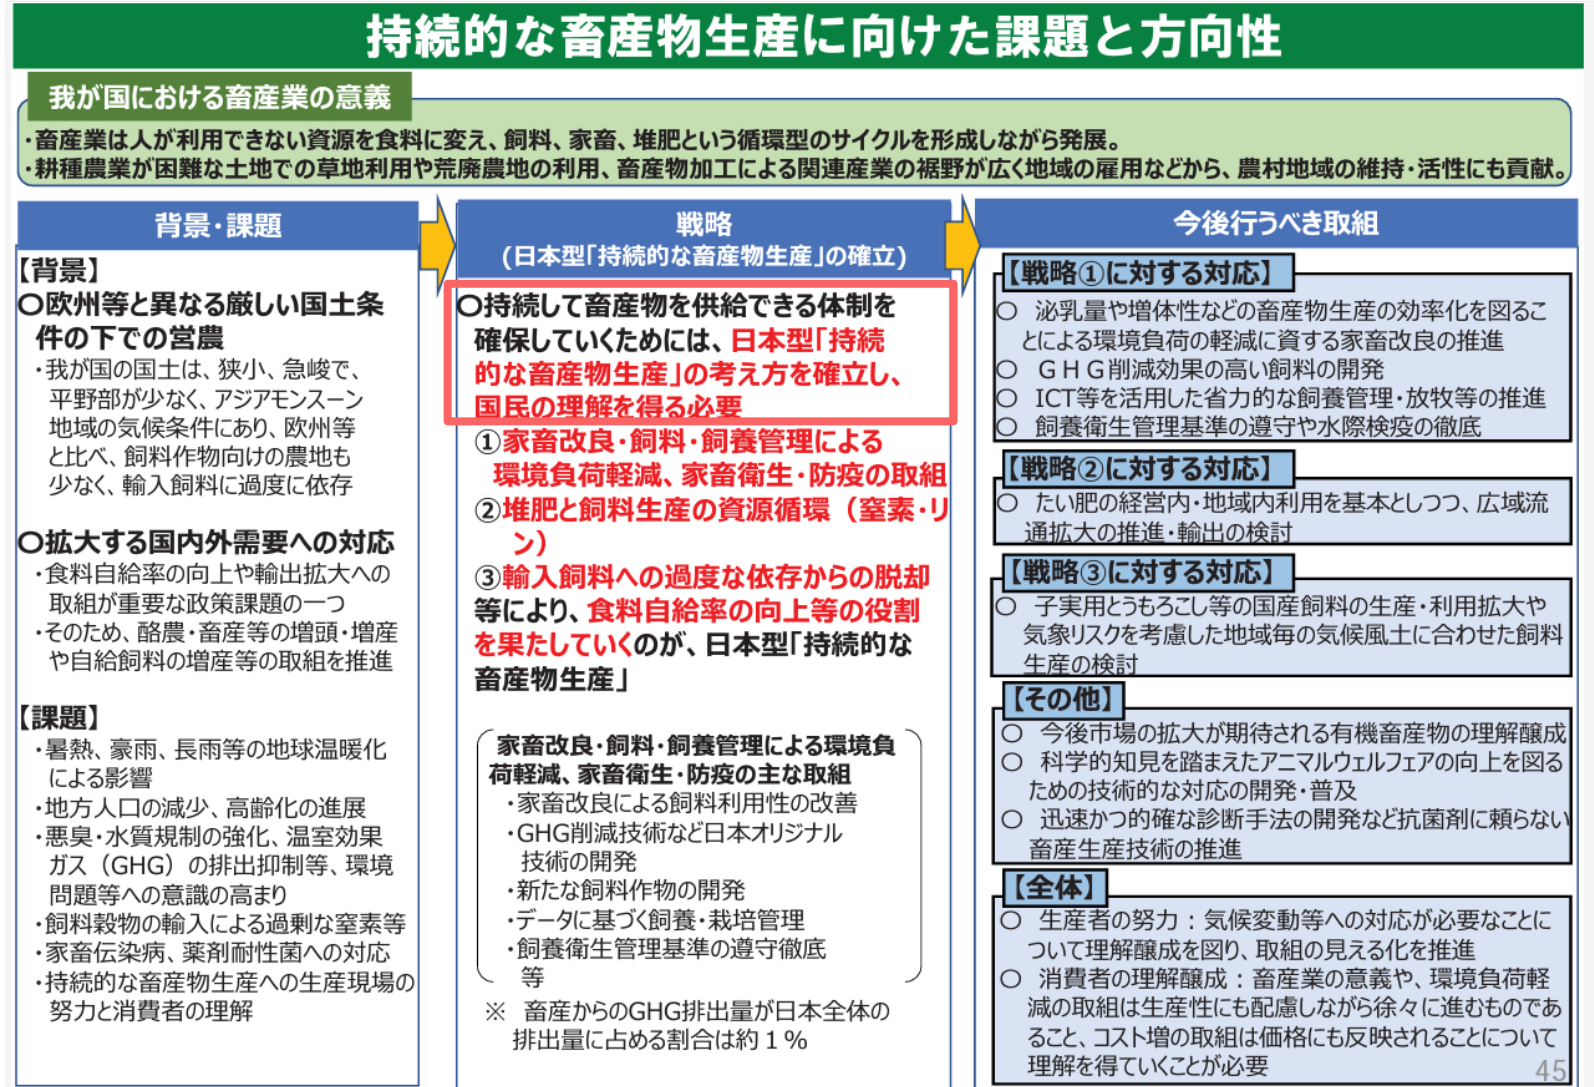 持続的な畜産物生産に向けた課題と方向性
我が国における畜産業の意義
・畜産業は人が利用できない資源を食料に変え、飼料、家畜、堆肥という循環型のサイクルを形成しながら発展。
・耕種農業が困難な土地での草地利用や荒廃農地の利用、畜産物加工による関連産業の裾野が広く地域の雇用などから、農村地域の維持・活性にも貢献。
背景・課題
【背景】
〇欧州等と異なる厳しい国土条
件の下での営農
・我が国の国土は、狭小、急峻で、
平野部が少なく、アジアモンスーン
地域の気候条件にあり、欧州等
と比べ、飼料作物向けの農地も
少なく、輸入飼料に過度に依存
〇拡大する国内外需要への対応
・食料自給率の向上や輸出拡大への
取組が重要な政策課題の一つ
・そのため、酪農・畜産等の増頭・増産
や自給飼料の増産等の取組を推進
【課題】
・暑熱、豪雨、長雨等の地球温暖化
による影響
・地方人口の減少、高齢化の進展
・悪臭・水質規制の強化、温室効果
ガス（GHG）の排出抑制等、環境
問題等への意識の高まり
・飼料穀物の輸入による過剰な窒素等
・家畜伝染病、薬剤耐性菌への対応
・持続的な畜産物生産への生産現場の
努力と消費者の理解
戦略
(日本型「持続的な畜産物生産」の確立)
〇持続して畜産物を供給できる体制を
確保していくためには、日本型「持続
的な畜産物生産」の考え方を確立し、
国民の理解を得る必要
①家畜改良・飼料・飼養管理による
環境負荷軽減、家畜衛生・防疫の取組
②堆肥と飼料生産の資源循環（窒素・リ
ン）
③輸入飼料への過度な依存からの脱却
等により、食料自給率の向上等の役割
を果たしていくのが、日本型「持続的な
畜産物生産」
家畜改良・飼料・飼養管理による環境負
荷軽減、家畜衛生・防疫の主な取組
・家畜改良による飼料利用性の改善
・GHG削減技術など日本オリジナル
技術の開発
・新たな飼料作物の開発
・データに基づく飼養・栽培管理
・飼養衛生管理基準の遵守徹底
等
※ 畜産からのGHG排出量が日本全体の
排出量に占める割合は約１％
今後行うべき取組
【戦略①に対する対応】
〇 泌乳量や増体性などの畜産物生産の効率化を図るこ
とによる環境負荷の軽減に資する家畜改良の推進
〇 ＧＨＧ削減効果の高い飼料の開発
〇 ICT等を活用した省力的な飼養管理・放牧等の推進
〇 飼養衛生管理基準の遵守や水際検疫の徹底
【戦略②に対する対応】
〇 たい肥の経営内・地域内利用を基本としつつ、広域流
通拡大の推進・輸出の検討
【戦略③に対する対応】
〇 子実用とうもろこし等の国産飼料の生産・利用拡大や
気象リスクを考慮した地域毎の気候風土に合わせた飼料
生産の検討
【その他】
〇 今後市場の拡大が期待される有機畜産物の理解醸成
〇 科学的知見を踏まえたアニマルウェルフェアの向上を図る
ための技術的な対応の開発・普及
〇 迅速かつ的確な診断手法の開発など抗菌剤に頼らない
畜産生産技術の推進
【全体】
〇 生産者の努力：気候変動等への対応が必要なことに
ついて理解醸成を図り、取組の見える化を推進
〇 消費者の理解醸成：畜産業の意義や、環境負荷軽
減の取組は生産性にも配慮しながら徐々に進むものであ
ること、コスト増の取組は価格にも反映されることについて
理解を得ていくことが必要
45